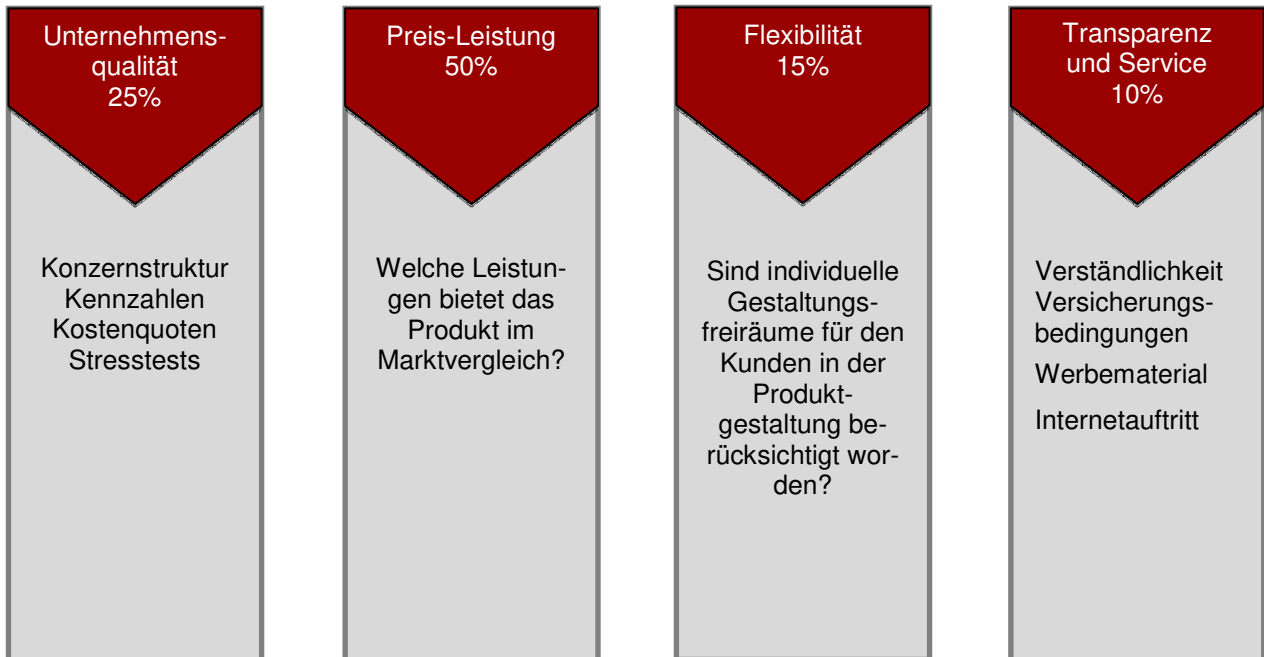 Unternehmens-
qualität
25%
Konzernstruktur
Kennzahlen
Kostenquoten
Stresstests
Preis-Leistung
50%
Welche Leistun-
gen bietet das
Produkt im
Marktvergleich?
Flexibilität
15%
Sind individuelle
Gestaltungs-
freiräume für den
Kunden in der
Produkt-
gestaltung be-
rücksichtigt wor-
den?
Transparenz
und Service
10%
Verständlichkeit
Versicherungs-
bedingungen
Werbematerial
Internetauftritt